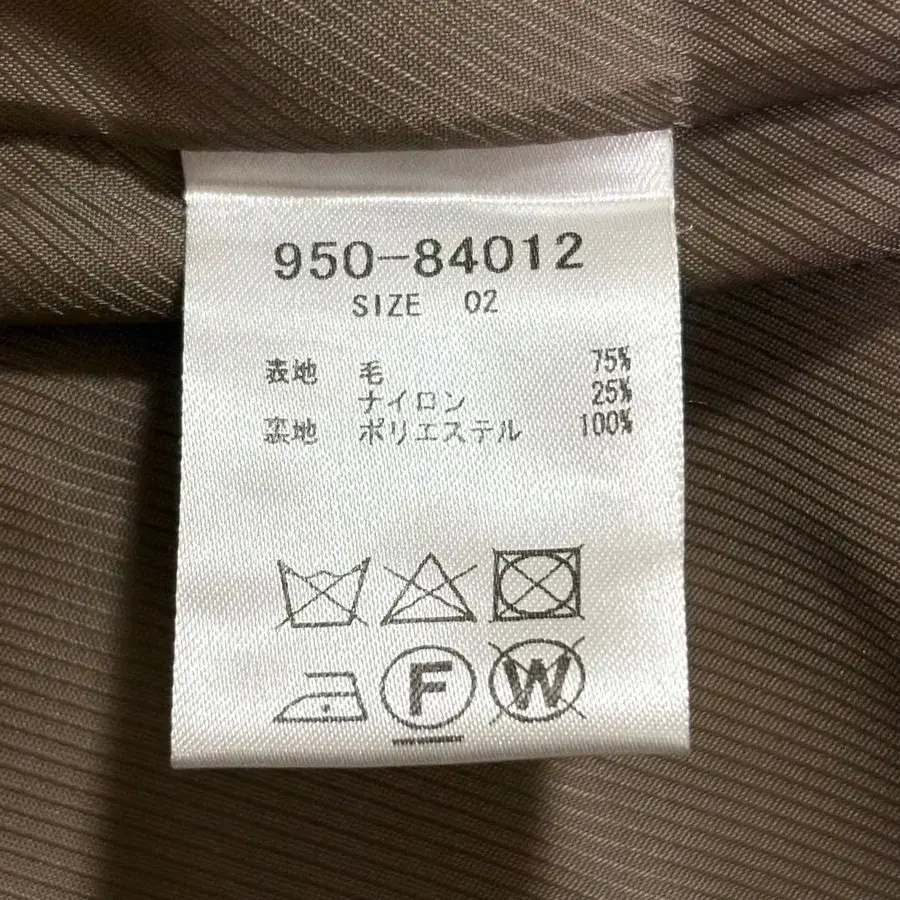 950-84012
SIZE 02
表地 毛 75%
ナイロン 25%
裏地 ポリエステル 100%
F W